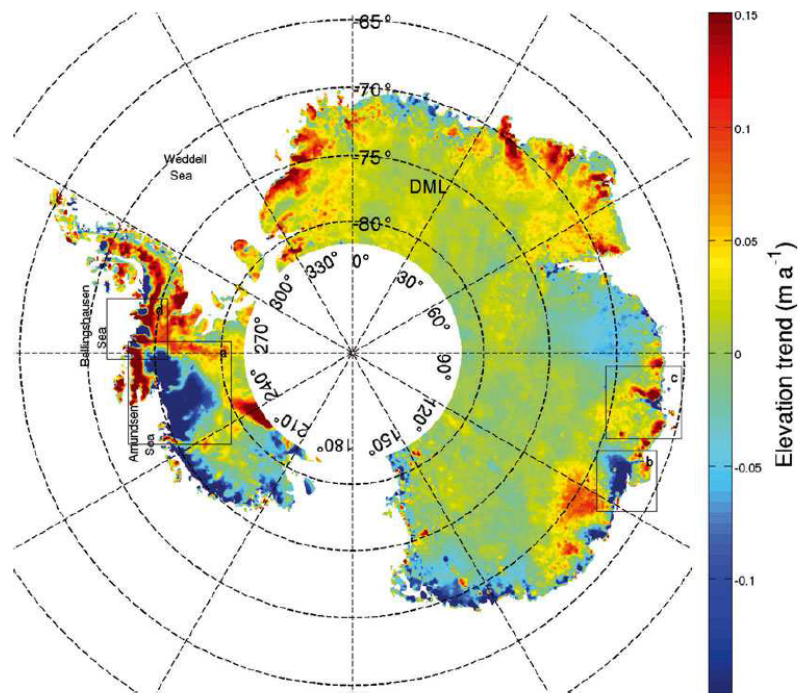 -65°
-70°
-75°
-80°
Weddell
Sea
DML
Bellingshausen
Sea
Amundsen
Sea
0°
30°
60°
90°
120°
150°
180°
210°
240°
270°
300°
330°
d
a
c
b
0.15
0.1
0.05
0
-0.05
-0.1
Elevation trend (m a⁻¹)